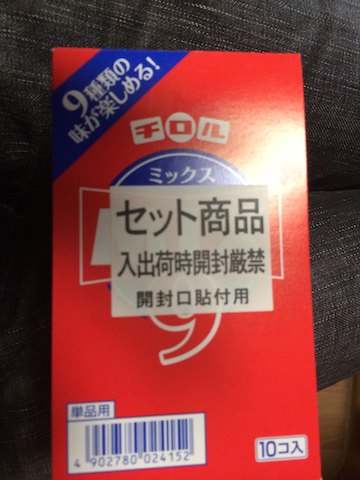 9種類の
味が楽しめる!
チロル
ミックス
セット商品
入出荷時開封厳禁
開封口貼付用
9
単品用
4 902780 024152
10コ入